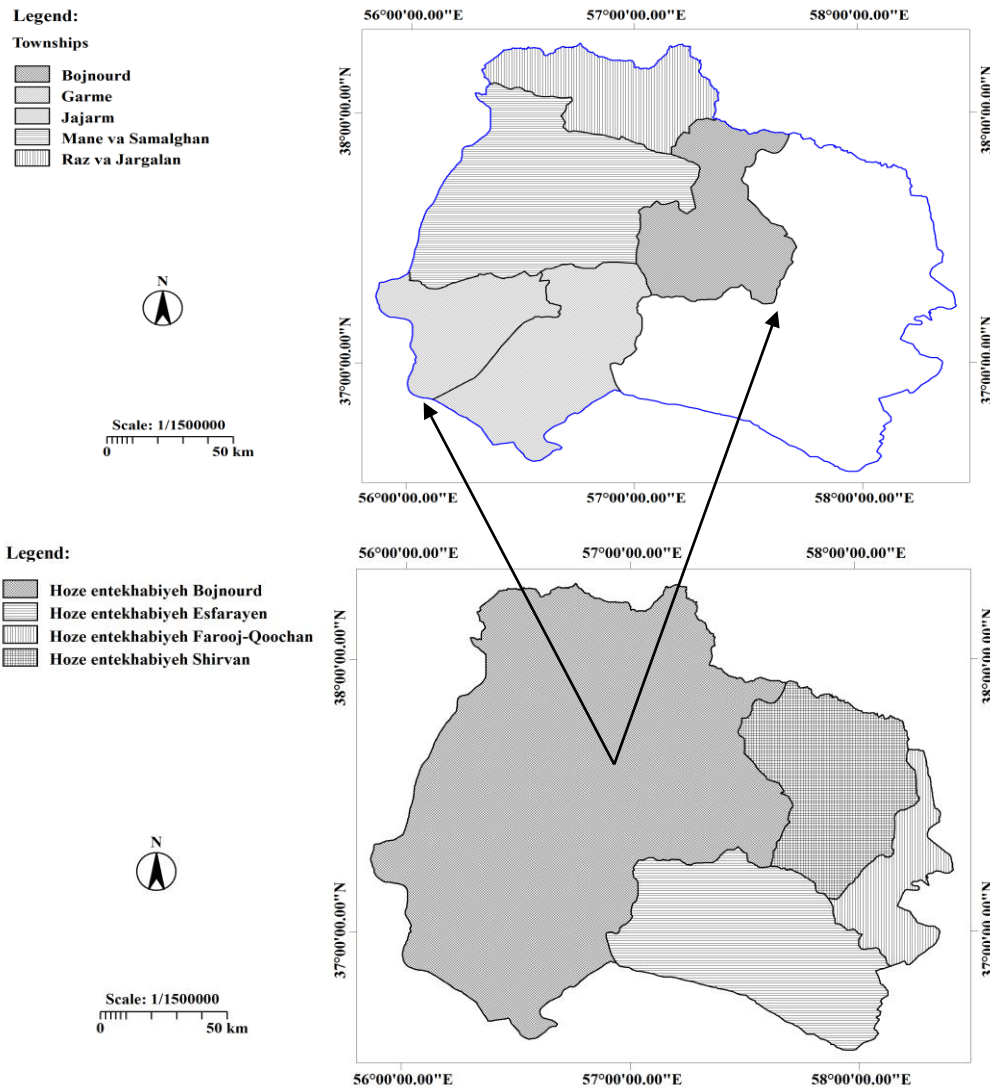 Legend:
Townships
Bojnourd
Garme
Jajarm
Mane va Samalghan
Raz va Jargalan
N
Scale: 1/1500000
0 50 km
56°00'00.00"E 57°00'00.00"E 58°00'00.00"E
38°00'00.00"N 38°00'00.00"N
37°00'00.00"N 37°00'00.00"N
56°00'00.00"E 57°00'00.00"E 58°00'00.00"E
Legend:
Hoze entekhabiyeh Bojnourd
Hoze entekhabiyeh Esfarayen
Hoze entekhabiyeh Farooj-Qoochan
Hoze entekhabiyeh Shirvan
N
Scale: 1/1500000
0 50 km
56°00'00.00"E 57°00'00.00"E 58°00'00.00"E
38°00'00.00"N 38°00'00.00"N
37°00'00.00"N 37°00'00.00"N
56°00'00.00"E 57°00'00.00"E 58°00'00.00"E